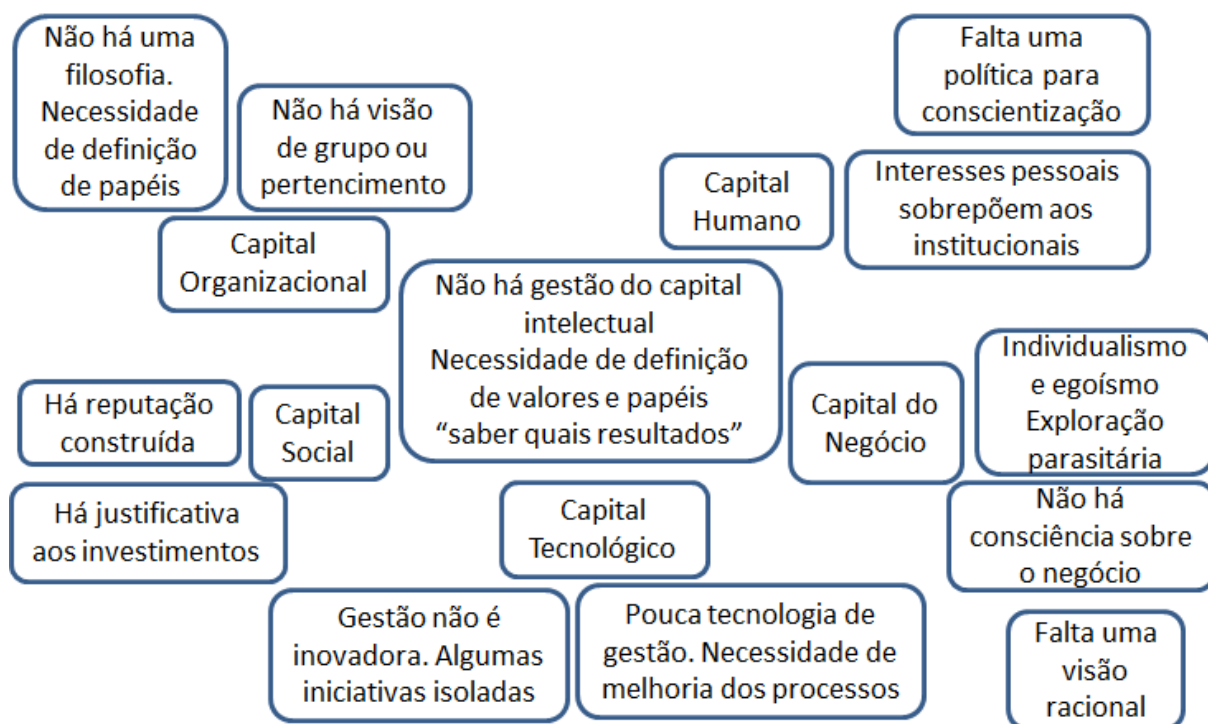 Não há uma
filosofia.
Necessidade
de definição
de papéis
Não há visão
de grupo ou
pertencimento
Capital
Organizacional
Falta uma
política para
conscientização
Capital
Humano
Interesses pessoais
sobrepõem aos
institucionais
Não há gestão do capital
intelectual
Necessidade de definição
de valores e papéis
“saber quais resultados”
Há reputação
construída
Capital
Social
Há justificativa
aos investimentos
Capital do
Negócio
Individualismo
e egoísmo
Exploração
parasitária
Não há
consciência sobre
o negócio
Falta uma
visão
racional
Capital
Tecnológico
Gestão não é
inovadora. Algumas
iniciativas isoladas
Pouca tecnologia de
gestão. Necessidade de
melhoria dos processos